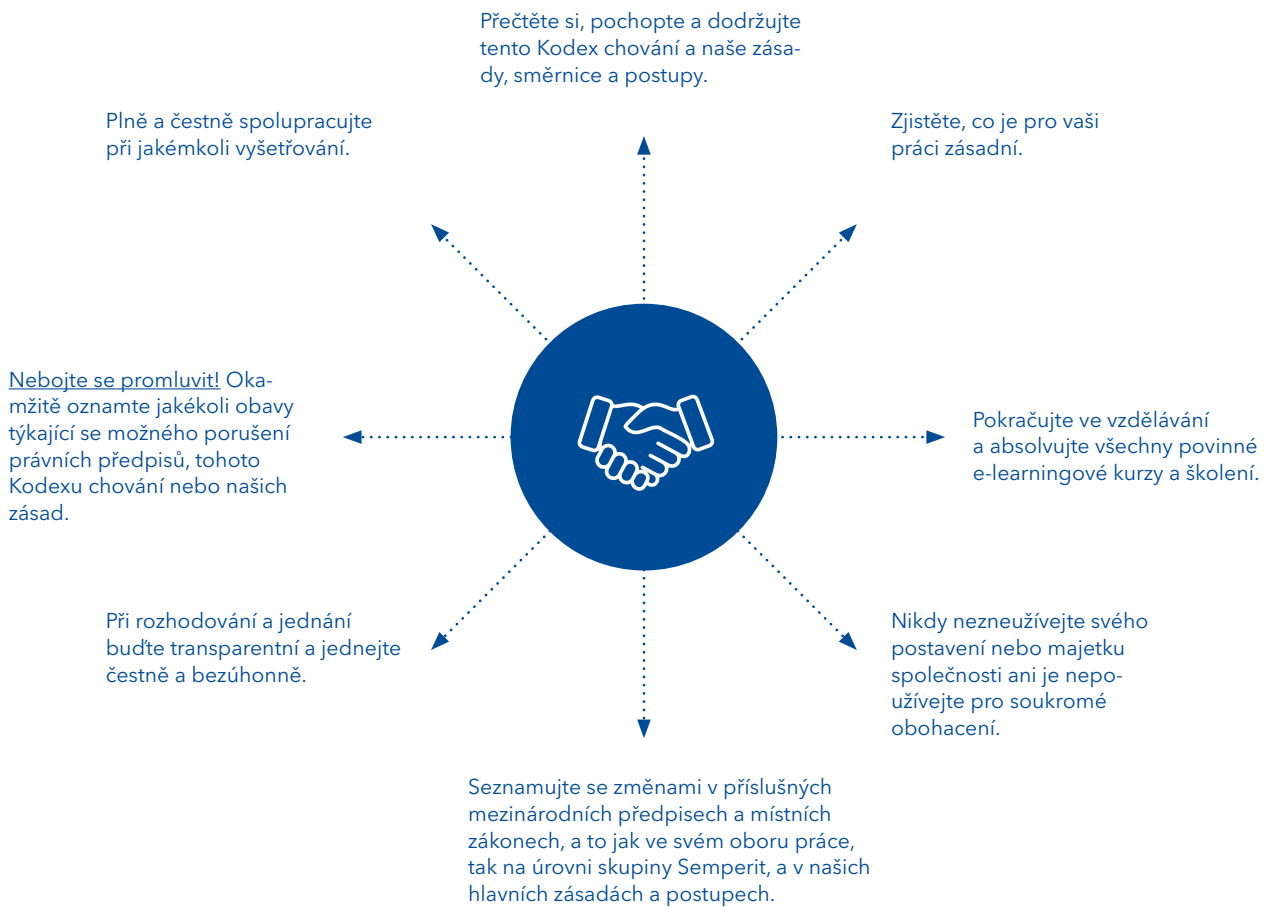 Přečtěte si, pochopte a dodržujte
tento Kodex chování a naše zása-
dy, směrnice a postupy.
Zjistěte, co je pro vaši
práci zásadní.
Pokračujte ve vzdělávání
a absolvujte všechny povinné
e-learningové kurzy a školení.
Nikdy nezneužívejte svého
postavení nebo majetku
společnosti ani je nepo-
užívejte pro soukromé
obohacení.
Seznamujte se změnami v příslušných
mezinárodních předpisech a místních
zákonech, a to jak ve svém oboru práce,
tak na úrovni skupiny Semperit, a v našich
hlavních zásadách a postupech.
Při rozhodování a jednání
buďte transparentní a jednejte
čestně a bezúhonně.
Nebojte se promluvit! Oka-
mžitě oznamte jakékoli obavy
týkající se možného porušení
právních předpisů, tohoto
Kodexu chování nebo našich
zásad.
Plně a čestně spolupracujte
při jakémkoli vyšetřování.